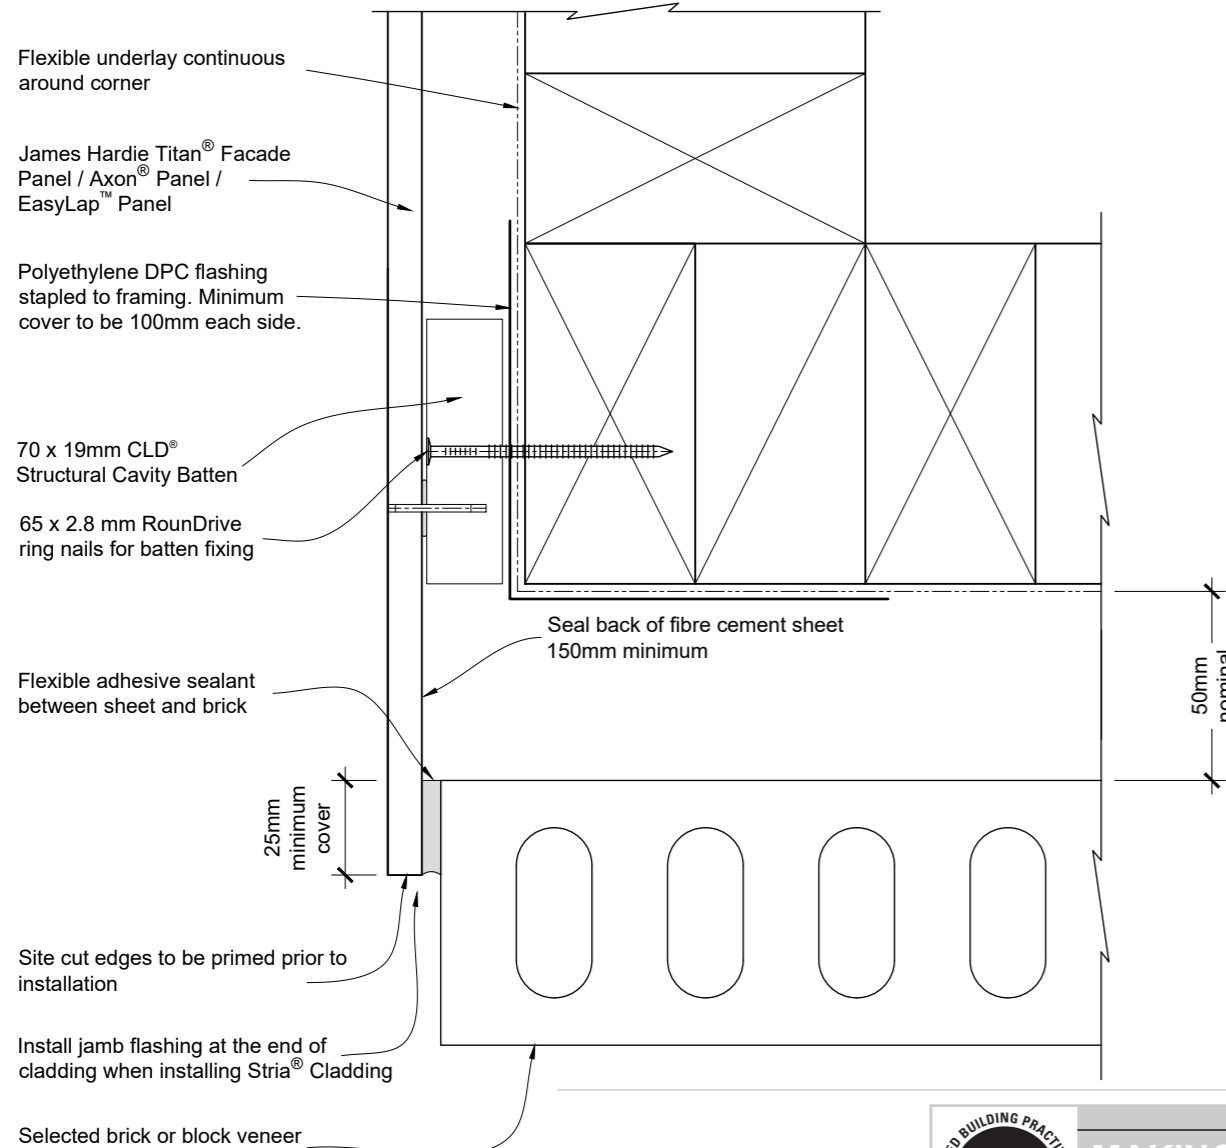 Flexible underlay continuous
around corner
James Hardie Titan® Facade
Panel / Axon® Panel /
EasyLap™ Panel
Polyethylene DPC flashing
stapled to framing. Minimum
cover to be 100mm each side.
70 x 19mm CLD®
Structural Cavity Batten
65 x 2.8 mm RounDrive
ring nails for batten fixing
Seal back of fibre cement sheet
150mm minimum
Flexible adhesive sealant
between sheet and brick
50mm
nominal
25mm
minimum
cover
Site cut edges to be primed prior to
installation
Install jamb flashing at the end of
cladding when installing Stria® Cladding
Selected brick or block veneer
BUILDING